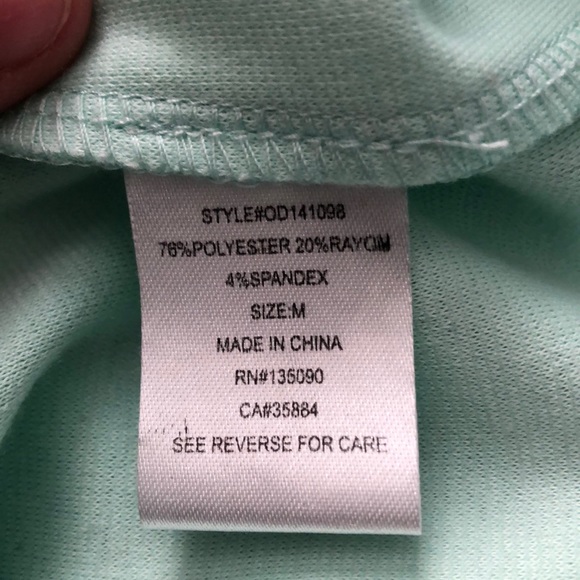 STYLE#OD141098
76%POLYESTER 20%RAYON
4%SPANDEX
SIZE:M
MADE IN CHINA
RN#135090
CA#35884
SEE REVERSE FOR CARE